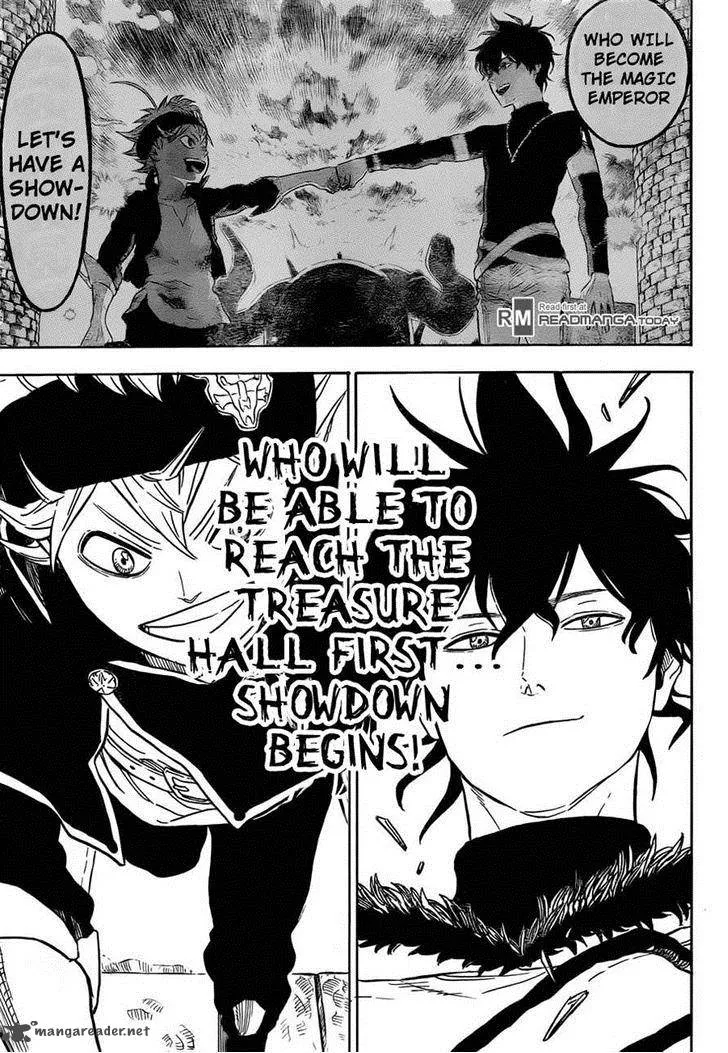 WHO WILL
BECOME
THE MAGIC
EMPEROR
LET'S
HAVE A
SHOW-
DOWN!
RM
Read first at
READMANGA.TODAY
WHO WILL
BE ABLE TO
REACH THE
TREASURE
HALL FIRST...
SHOWDOWN
BEGINS!
mangareader.net